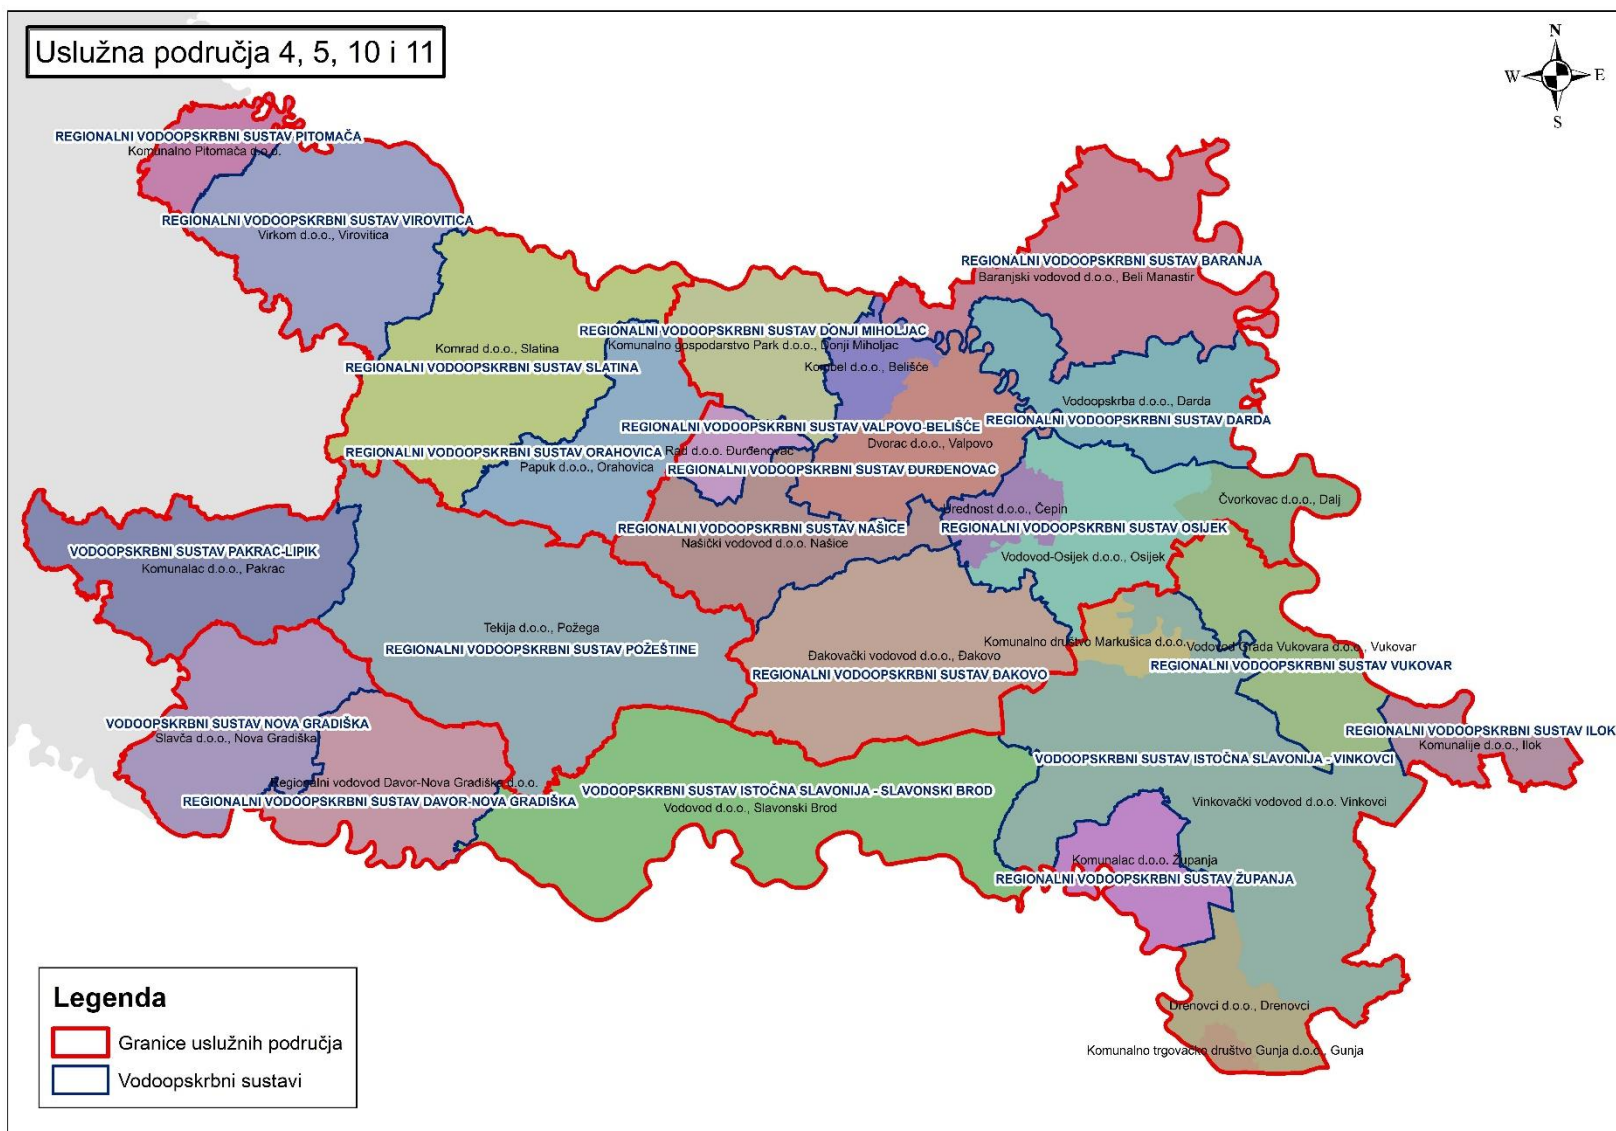 Uslužna područja 4, 5, 10 i 11
N
W
E
S
REGIONALNI VODOOPSKRBNI SUSTAV PITOMAČA
Komunalno Pitomača d.o.o.
REGIONALNI VODOOPSKRBNI SUSTAV VIROVITICA
Virkom d.o.o., Virovitica
REGIONALNI VODOOPSKRBNI SUSTAV BARANJA
Baranjski vodovod d.o.o., Beli Manastir
REGIONALNI VODOOPSKRBNI SUSTAV DONJI MIHOLJAC
Komunalno gospodarstvo Park d.o.o., Donji Miholjac
Komrad d.o.o., Slatina
REGIONALNI VODOOPSKRBNI SUSTAV SLATINA
Kombel d.o.o., Belišće
Vodoopskrba d.o.o., Darda
REGIONALNI VODOOPSKRBNI SUSTAV DARDA
REGIONALNI VODOOPSKRBNI SUSTAV VALPOVO-BELIŠĆE
Dvorac d.o.o., Valpovo
REGIONALNI VODOOPSKRBNI SUSTAV ORAHOVICA
Papuk d.o.o., Orahovica
Rad d.o.o. Đurđenovac
REGIONALNI VODOOPSKRBNI SUSTAV ĐURĐENOVAC
Čvorkovac d.o.o., Dalj
Urednost d.o.o., Čepin
REGIONALNI VODOOPSKRBNI SUSTAV OSIJEK
Vodovod-Osijek d.o.o., Osijek
REGIONALNI VODOOPSKRBNI SUSTAV NAŠICE
Našički vodovod d.o.o. Našice
VODOOPSKRBNI SUSTAV PAKRAC-LIPIK
Komunalac d.o.o., Pakrac
Tekija d.o.o., Požega
REGIONALNI VODOOPSKRBNI SUSTAV POŽEŠTINE
Komunalno društvo Markušica d.o.o.
Vodovod Grada Vukovara d.o.o., Vukovar
REGIONALNI VODOOPSKRBNI SUSTAV VUKOVAR
Đakovački vodovod d.o.o., Đakovo
REGIONALNI VODOOPSKRBNI SUSTAV ĐAKOVO
VODOOPSKRBNI SUSTAV NOVA GRADIŠKA
Slavča d.o.o., Nova Gradiška
REGIONALNI VODOOPSKRBNI SUSTAV ILOK
Komunalije d.o.o., Ilok
VODOOPSKRBNI SUSTAV ISTOČNA SLAVONIJA - VINKOVCI
Vinkovački vodovod d.o.o. Vinkovci
Regionalni vodovod Davor-Nova Gradiška d.o.o.
REGIONALNI VODOOPSKRBNI SUSTAV DAVOR-NOVA GRADIŠKA
VODOOPSKRBNI SUSTAV ISTOČNA SLAVONIJA - SLAVONSKI BROD
Vodovod d.o.o., Slavonski Brod
Komunalac d.o.o. Županja
REGIONALNI VODOOPSKRBNI SUSTAV ŽUPANJA
Drenovci d.o.o., Drenovci
Komunalno trgovačko društvo Gunja d.o.o., Gunja
Legenda
Granice uslužnih područja
Vodoopskrbni sustavi